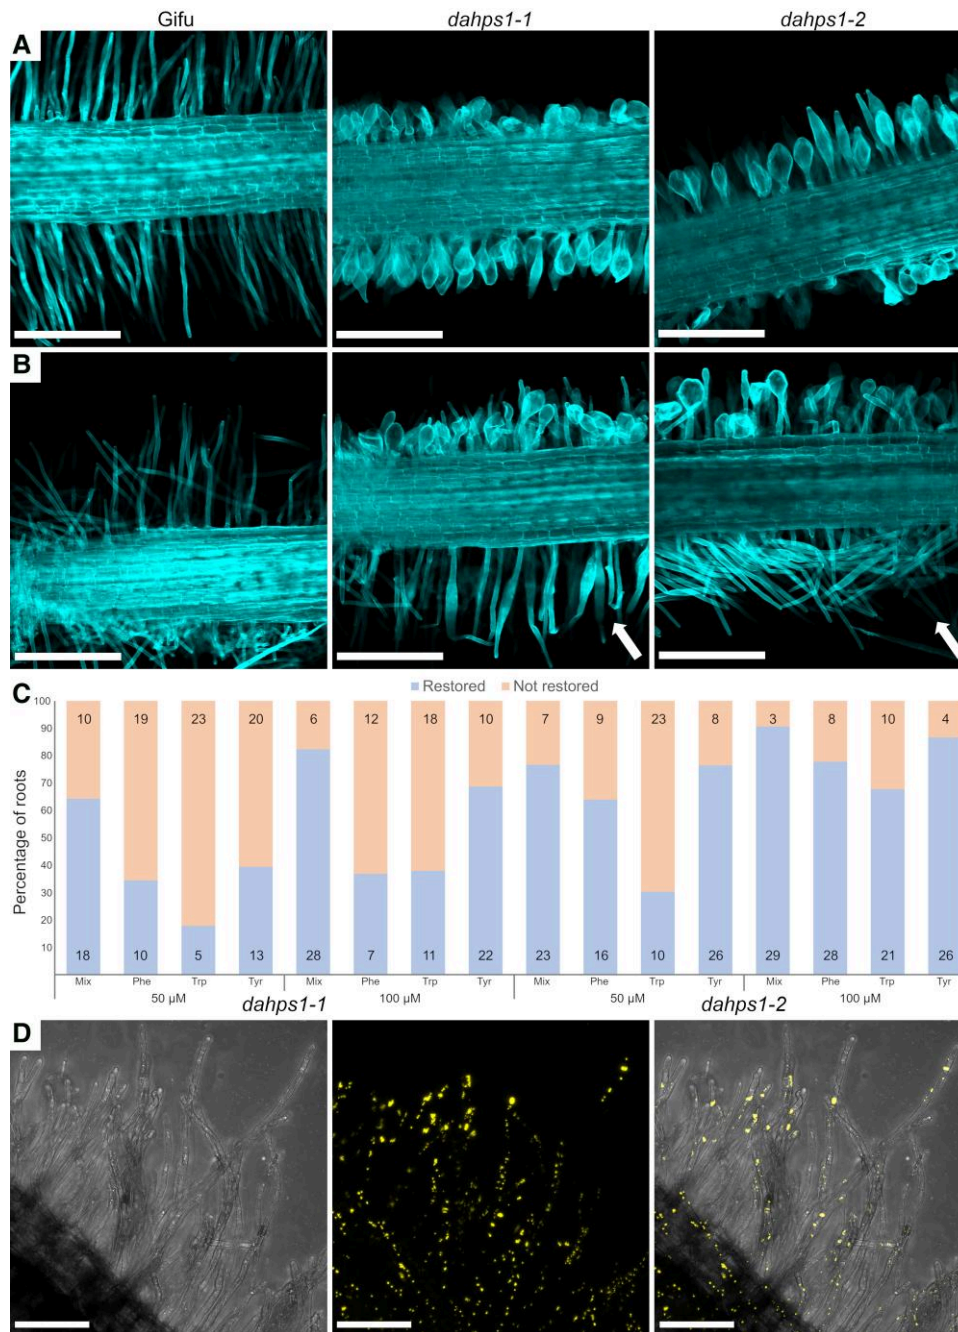 Gifu dahps1-1 dahps1-2
A
B
C
Restored Not restored
Percentage of roots
100
90
80
70
60
50
40
30
20
10
10 19 23 20 6 12 18 10 7 9 23 8 3 8 10 4
18 10 5 13 28 7 11 22 23 16 10 26 29 28 21 26
Mix Phe Trp Tyr Mix Phe Trp Tyr Mix Phe Trp Tyr Mix Phe Trp Tyr
50 µM 100 µM 50 µM 100 µM
dahps1-1 dahps1-2
D